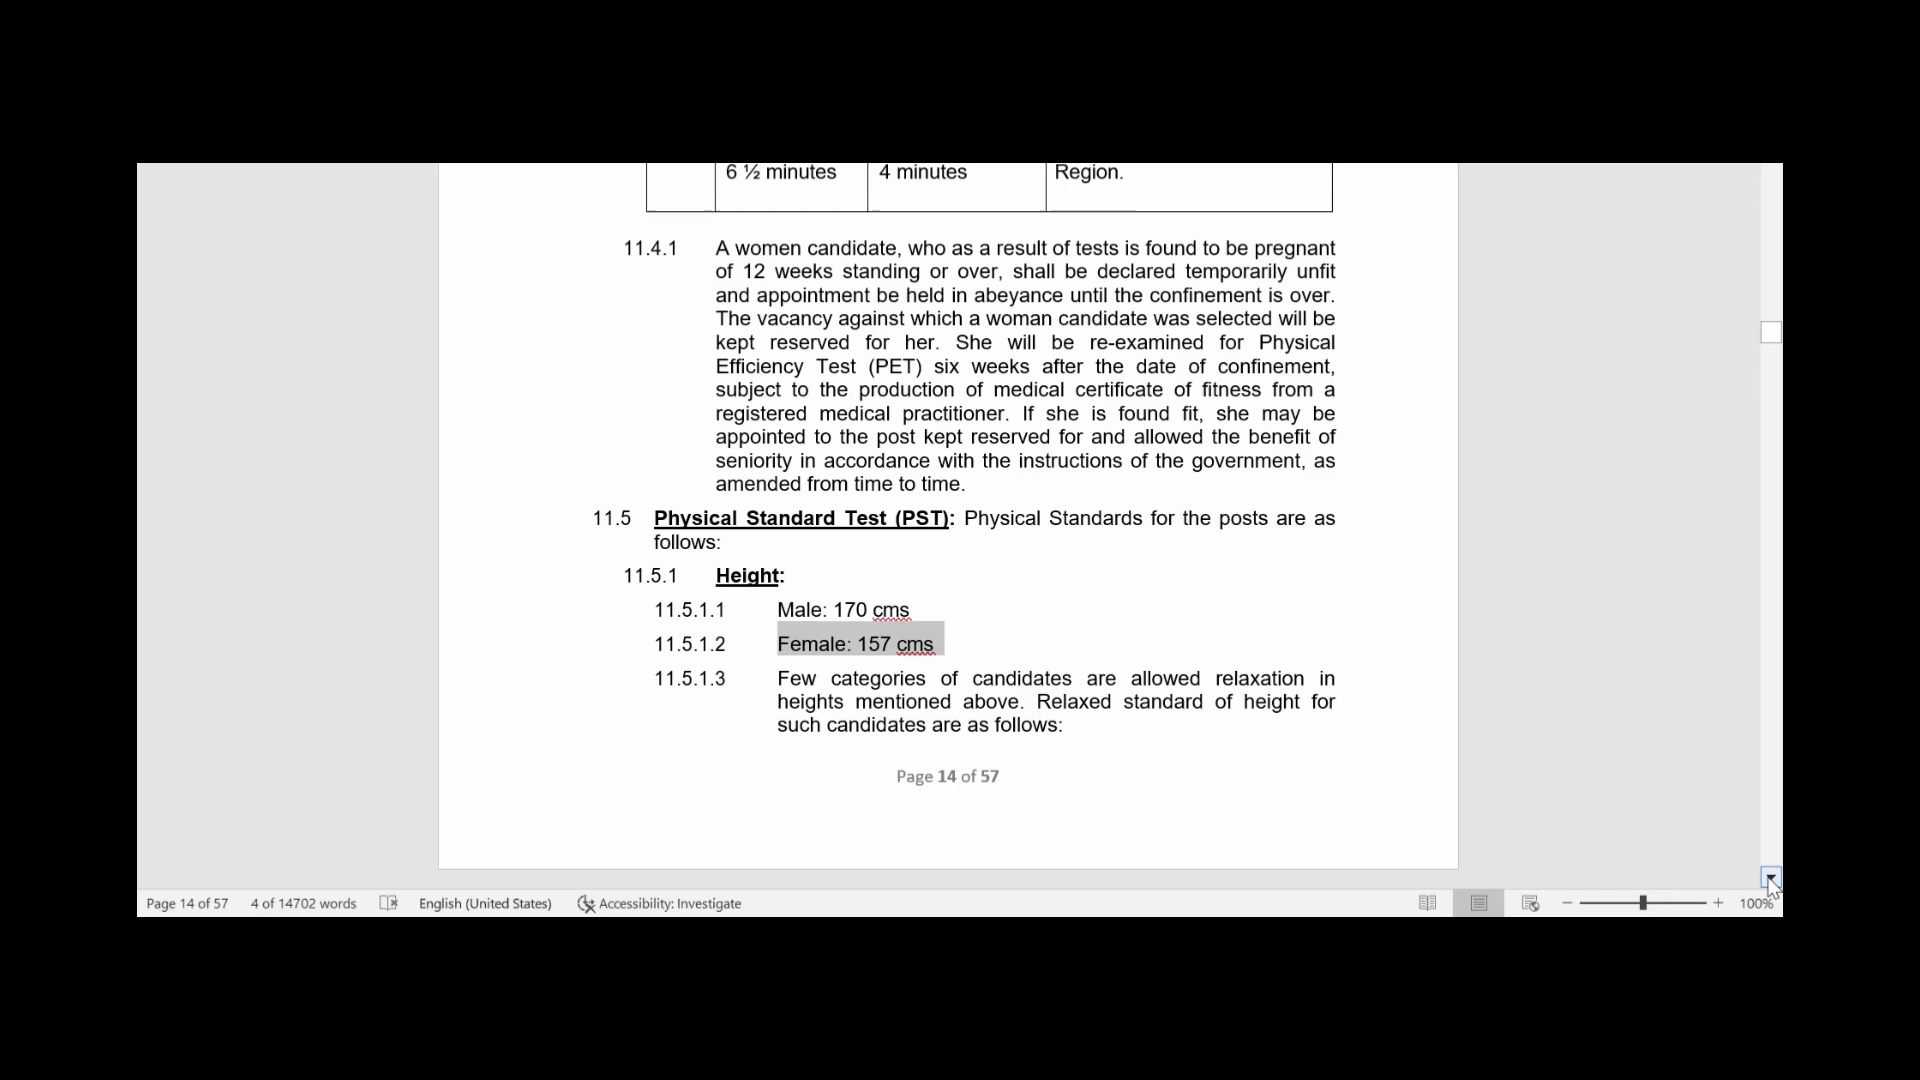 6 ½ minutes 4 minutes Region.
11.4.1 A women candidate, who as a result of tests is found to be pregnant
of 12 weeks standing or over, shall be declared temporarily unfit
and appointment be held in abeyance until the confinement is over.
The vacancy against which a woman candidate was selected will be
kept reserved for her. She will be re-examined for Physical
Efficiency Test (PET) six weeks after the date of confinement,
subject to the production of medical certificate of fitness from a
registered medical practitioner. If she is found fit, she may be
appointed to the post kept reserved for and allowed the benefit of
seniority in accordance with the instructions of the government, as
amended from time to time.
11.5 Physical Standard Test (PST): Physical Standards for the posts are as
follows:
11.5.1 Height:
11.5.1.1 Male: 170 cms
11.5.1.2 Female: 157 cms
11.5.1.3 Few categories of candidates are allowed relaxation in
heights mentioned above. Relaxed standard of height for
such candidates are as follows:
Page 14 of 57
Page 14 of 57 4 of 14702 words English (United States) Accessibility: Investigate 100%